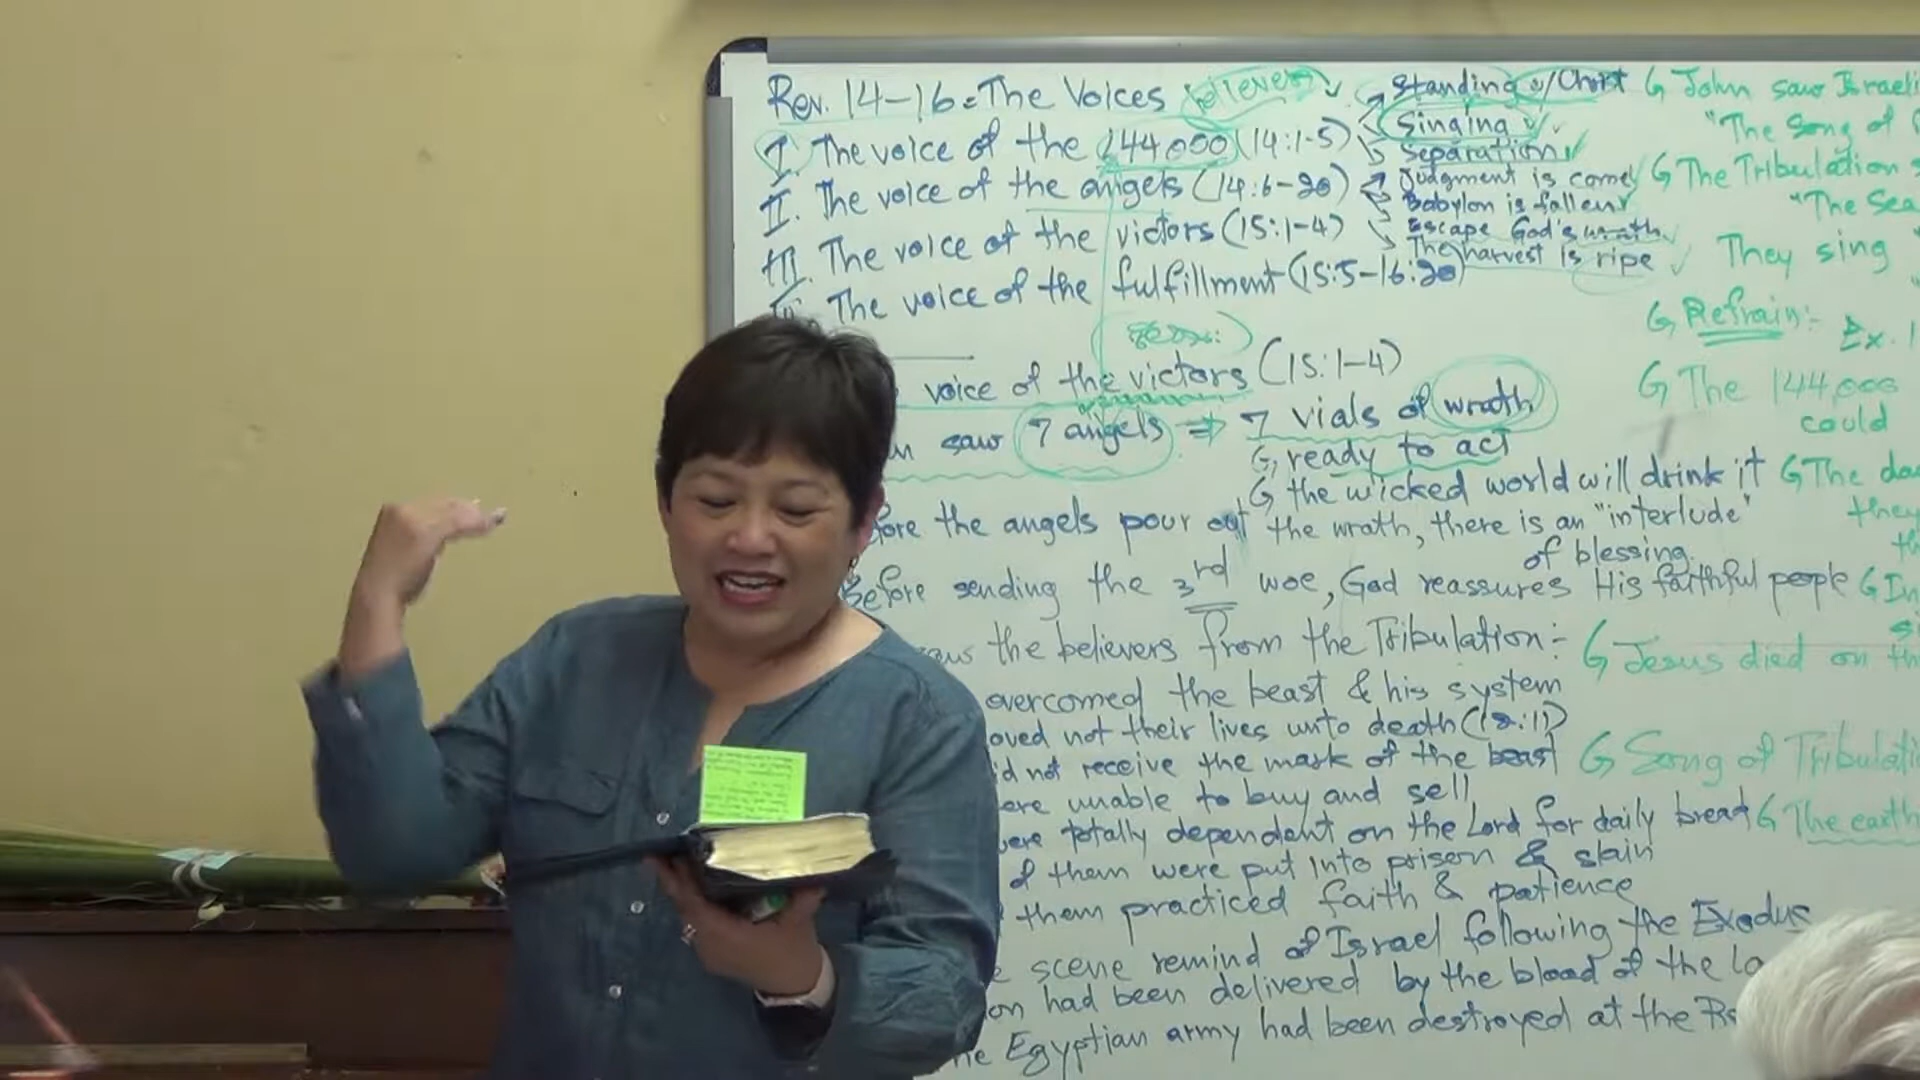 Rev. 14-16 = The Voices believers
I. The voice of the 144,000 (14:1-5)
II. The voice of the angels (14:6-20)
III. The voice of the victors (15:1-4)
The voice of the fulfillment (15:5-16:20)
Standing w/Christ
Singing
Separation
Judgment is come
Babylon is fallen
Escape God's wrath
The harvest is ripe
voice of the victors (15:1-4)
saw 7 angels ⇒ 7 vials of wrath
ready to act
the wicked world will drink it
the angels pour out the wrath, there is an "interlude"
of blessing.
Before sending the 3rd woe, God reassures His faithful people
the believers from the Tribulation:-
overcomed the beast & his system
not their lives unto death (12:11)
not receive the mark of the beast
unable to buy and sell
totally dependent on the Lord for daily bread
of them were put into prison & slain
them practiced faith & patience
scene remind of Israel following the Exodus
had been delivered by the blood of the
Egyptian army had been destroyed at the
John saw
"The Song of
The Tribulation
"The Sea
They sing
Refrain:- Ex.
The 144,000
could
The
they
Jesus died on
Song of
The earth